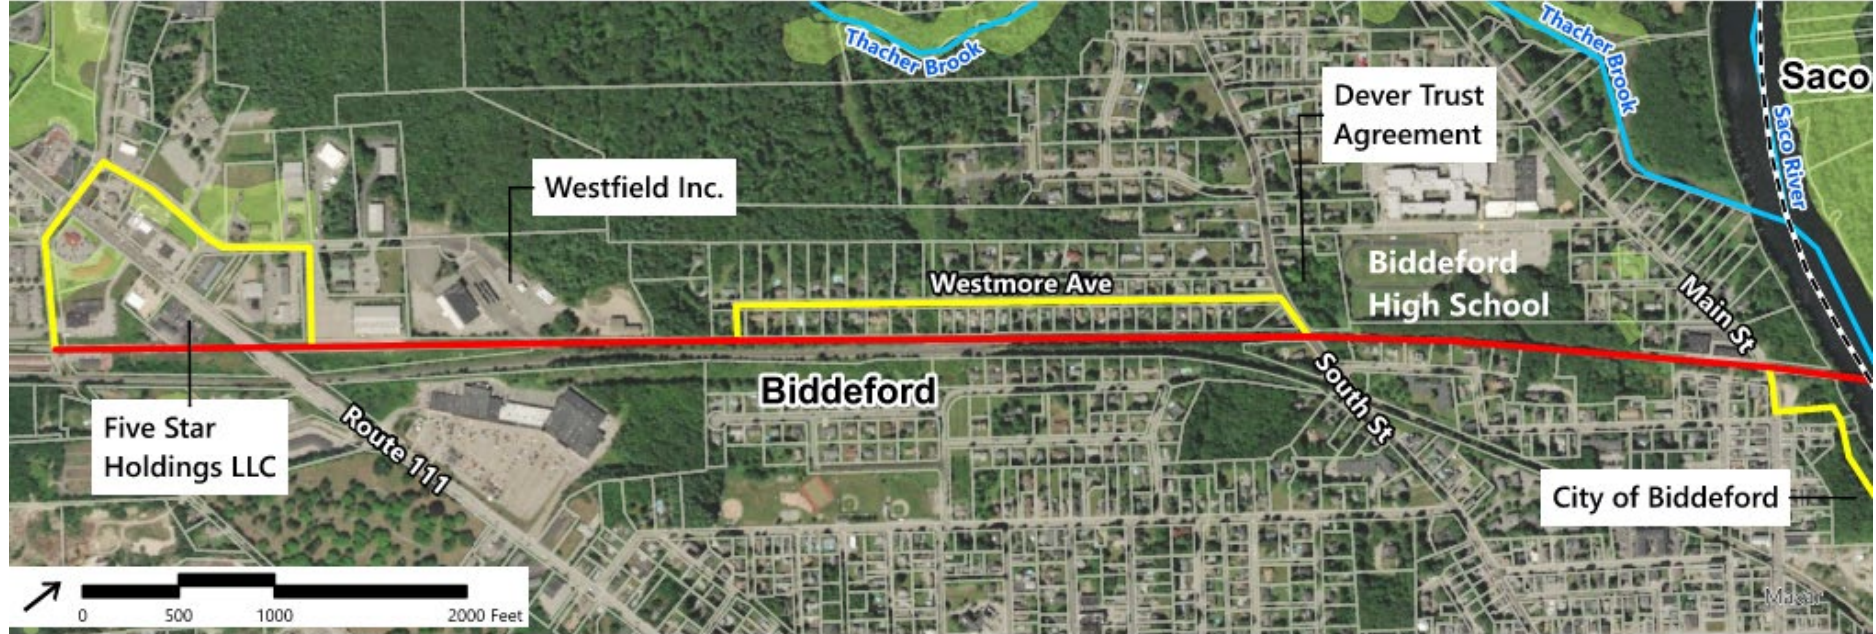 Thacher Brook
Thacher Brook
Saco
Dever Trust
Agreement
Saco River
Westfield Inc.
Westmore Ave
Biddeford
High School
Main St
Biddeford
South St
Five Star
Holdings LLC
Route 111
City of Biddeford
0 500 1000 2000 Feet
Maxar